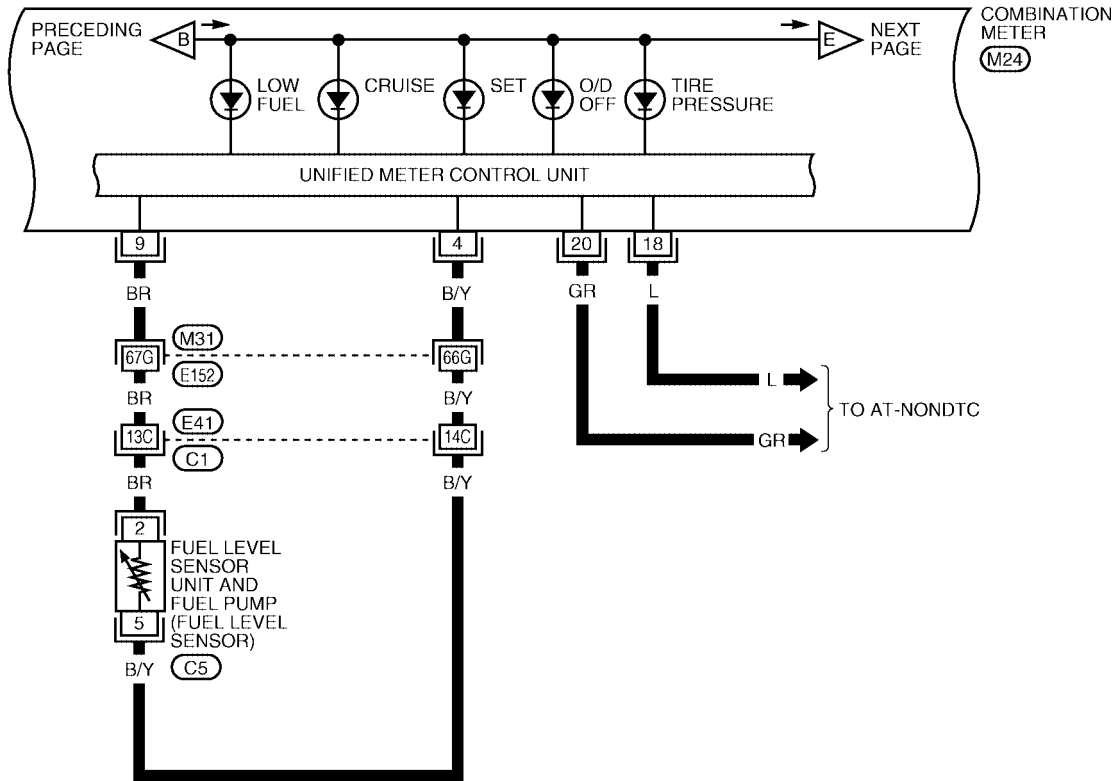 PRECEDING
PAGE
B
E
NEXT
PAGE
COMBINATION
METER
M24
LOW
FUEL
CRUISE
SET
O/D
OFF
TIRE
PRESSURE
UNIFIED METER CONTROL UNIT
9
4
20
18
BR
B/Y
GR
L
67G
M31
E152
66G
BR
B/Y
L
TO AT-NONDTC
GR
13C
E41
C1
14C
BR
B/Y
2
FUEL LEVEL
SENSOR
UNIT AND
FUEL PUMP
(FUEL LEVEL
SENSOR)
5
B/Y
C5